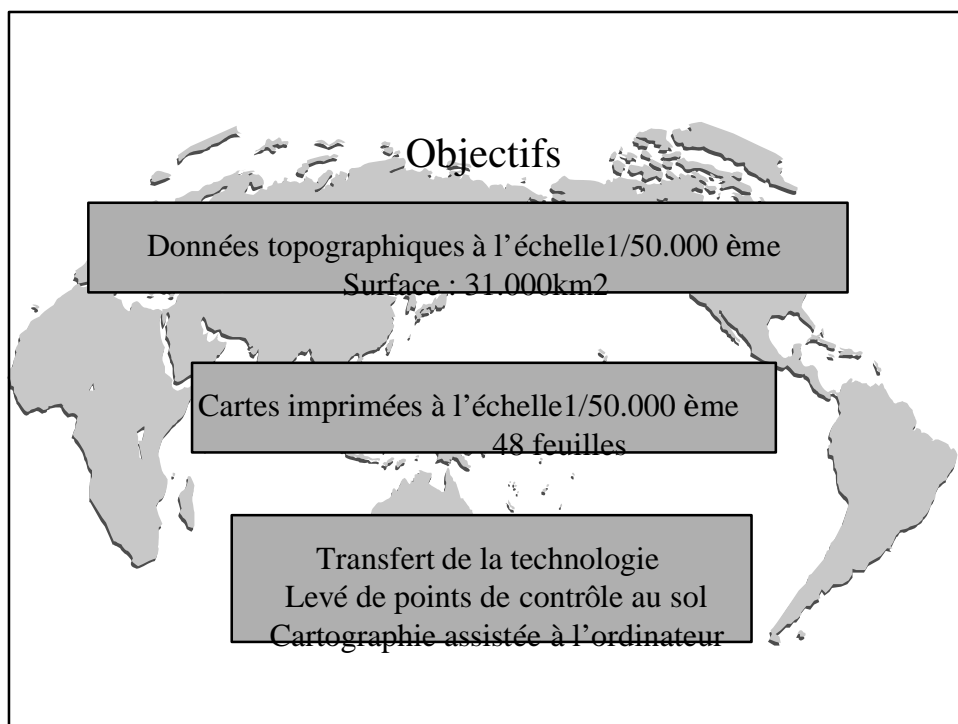 Objectifs
Données topographiques à l’échelle1/50.000 ème
Surface : 31.000km2
Cartes imprimées à l’échelle1/50.000 ème
48 feuilles
Transfert de la technologie
Levé de points de contrôle au sol
Cartographie assistée à l’ordinateur